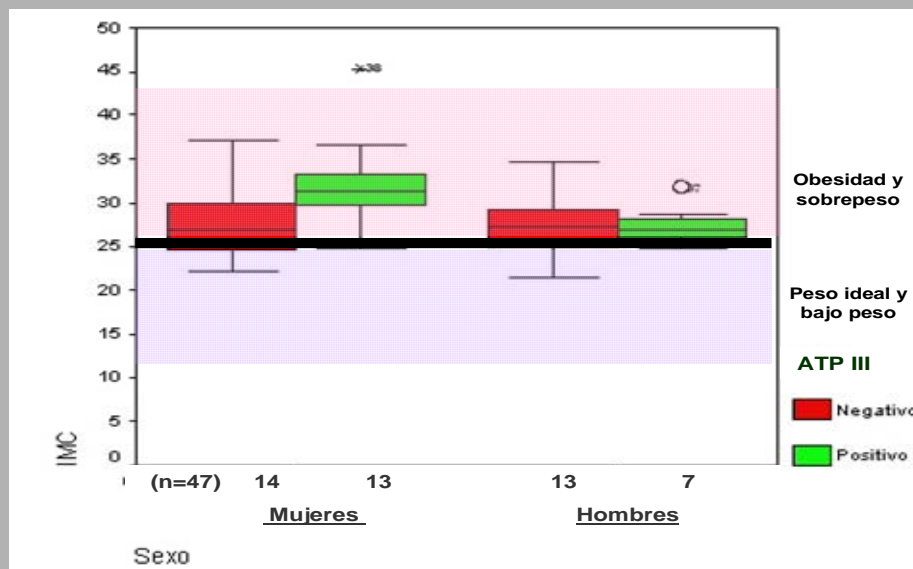 50
45
40
35
30
25
20
15
10
5
0
IMC
38
Obesidad y
sobrepeso
Peso ideal y
bajo peso
ATP III
Negativo
Positivo
(n=47) 14 13 13 7
Mujeres Hombres
Sexo